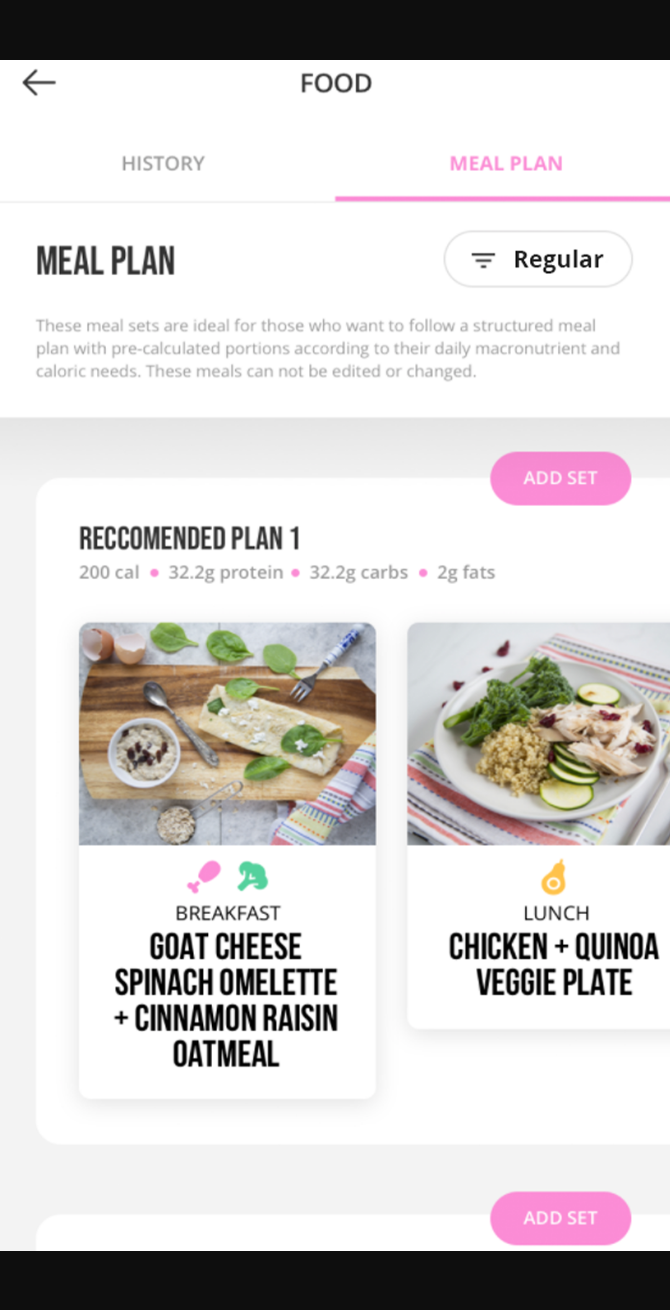 FOOD
HISTORY
MEAL PLAN
MEAL PLAN
Regular
These meal sets are ideal for those who want to follow a structured meal
plan with pre-calculated portions according to their daily macronutrient and
caloric needs. These meals can not be edited or changed.
ADD SET
RECCOMENDED PLAN 1
200 cal • 32.2g protein • 32.2g carbs • 2g fats
BREAKFAST
GOAT CHEESE
SPINACH OMELETTE
+ CINNAMON RAISIN
OATMEAL
LUNCH
CHICKEN + QUINOA
VEGGIE PLATE
ADD SET